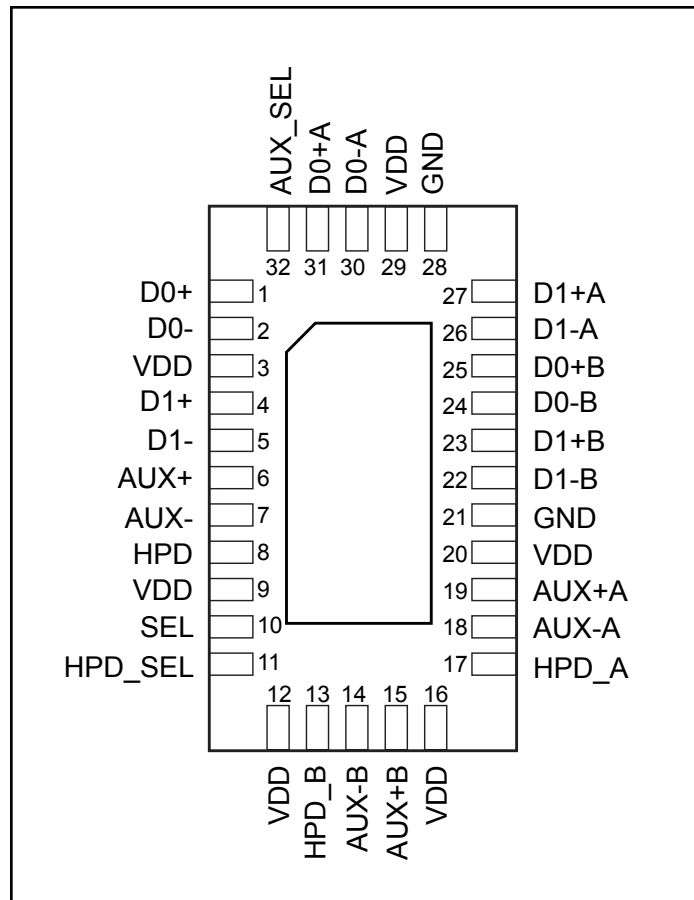 AUX_SEL
D0+A
D0-A
VDD
GND
32 31 30 29 28
D0+ 1
D0- 2
VDD 3
D1+ 4
D1- 5
AUX+ 6
AUX- 7
HPD 8
VDD 9
SEL 10
HPD_SEL 11
27 D1+A
26 D1-A
25 D0+B
24 D0-B
23 D1+B
22 D1-B
21 GND
20 VDD
19 AUX+A
18 AUX-A
17 HPD_A
12 13 14 15 16
VDD
HPD_B
AUX-B
AUX+B
VDD